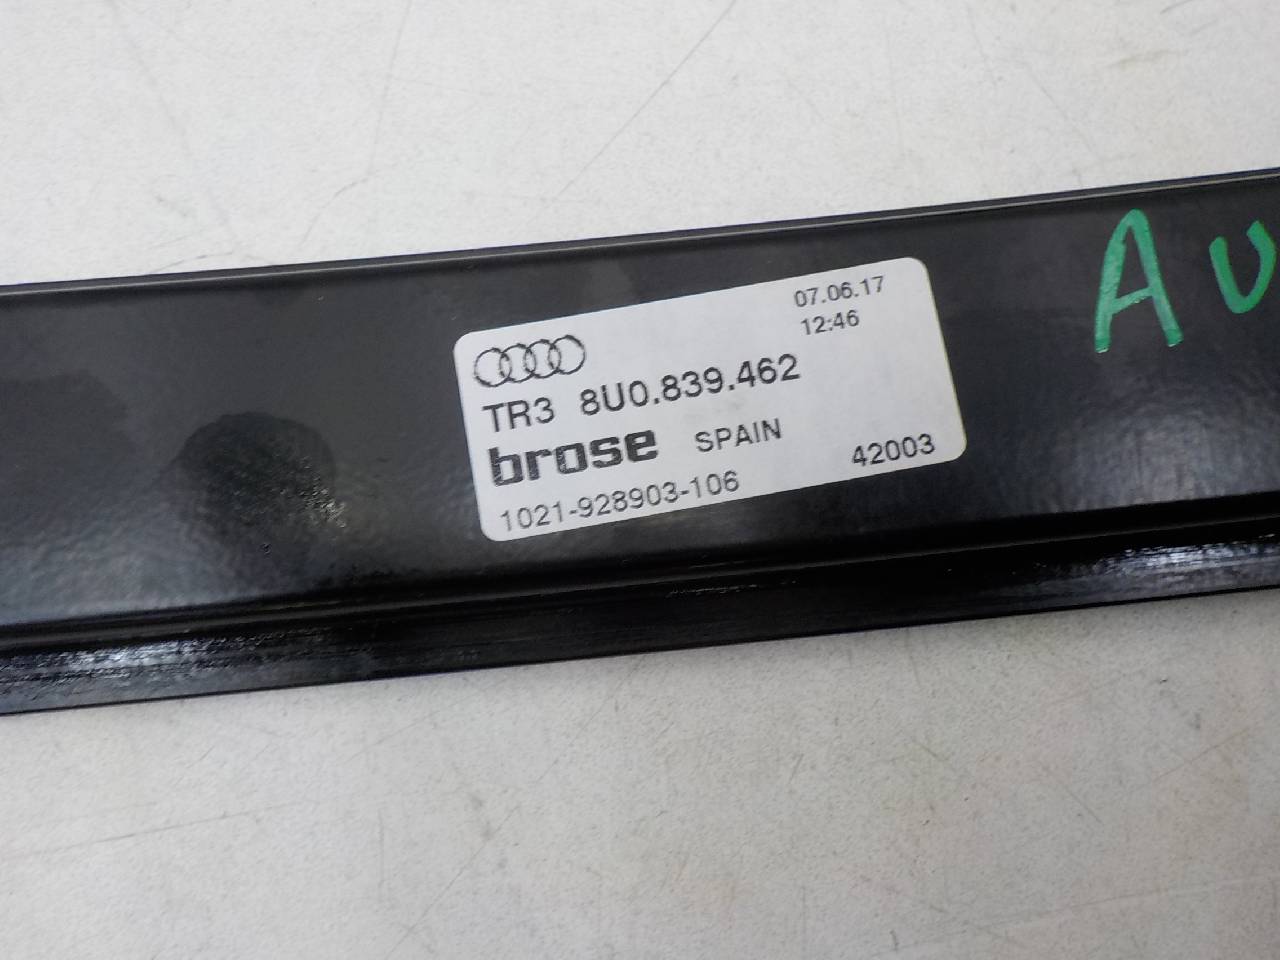 07.06.17
12:46
TR3 8U0.839.462
brose SPAIN
42003
1021-928903-106
AU